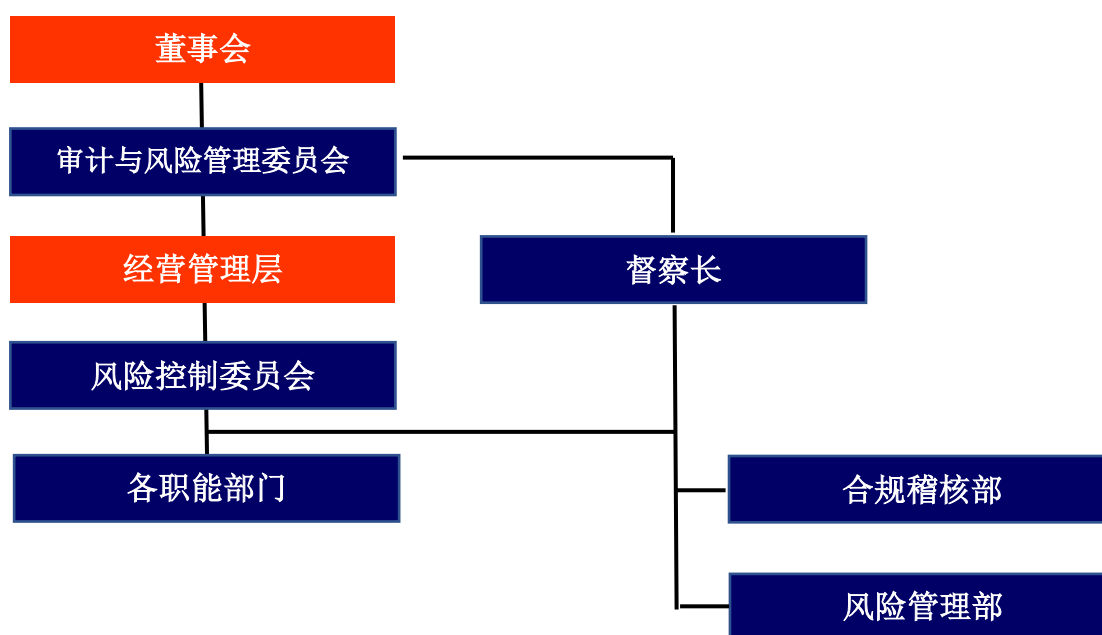 董事会
审计与风险管理委员会
经营管理层
督察长
风险控制委员会
各职能部门
合规稽核部
风险管理部